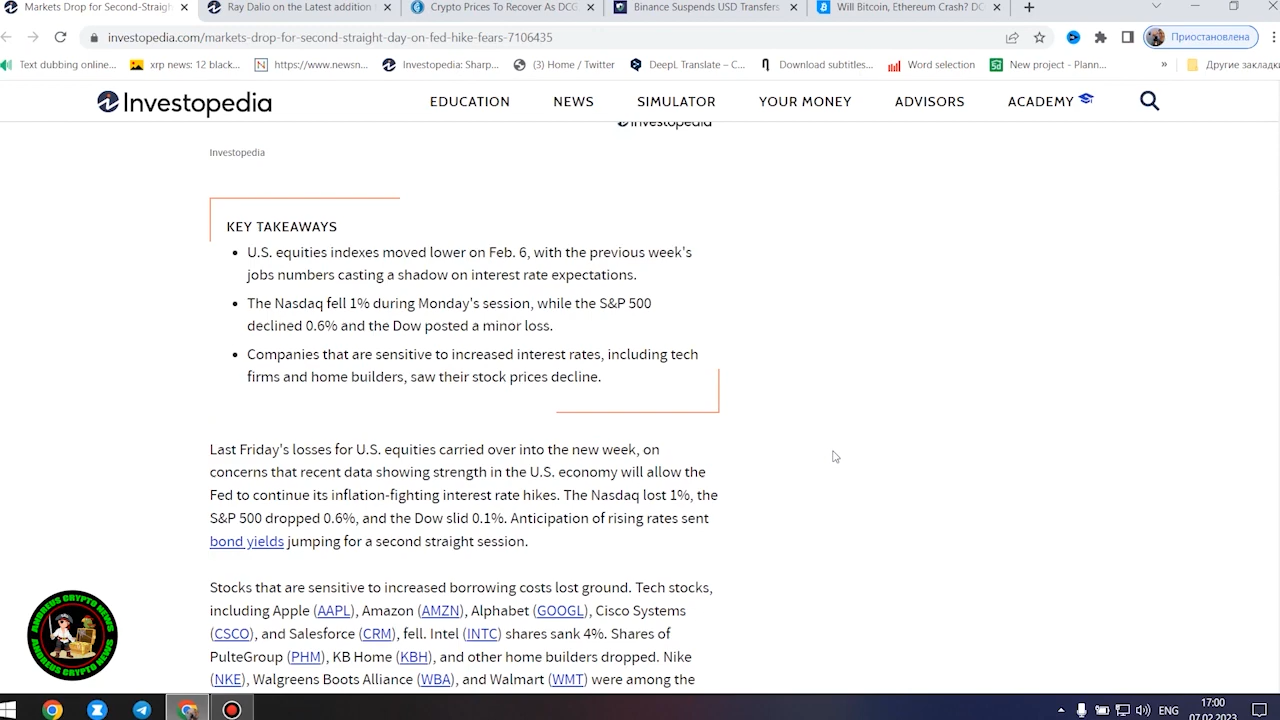 Markets Drop for Second-Straigh
Ray Dalio on the Latest addition
Crypto Prices To Recover As DCG
Binance Suspends USD Transfers
Will Bitcoin, Ethereum Crash? DC
investopedia.com/markets-drop-for-second-straight-day-on-fed-hike-fears-7106435
Приостановлена
Text dubbing online...
xrp news: 12 black...
https://www.newsn...
Investopedia: Sharp...
(3) Home / Twitter
DeepL Translate – C...
Download subtitles...
Word selection
New project - Plann...
»
Другие закладки
Investopedia
EDUCATION
NEWS
SIMULATOR
YOUR MONEY
ADVISORS
ACADEMY
Investopedia
Investopedia
KEY TAKEAWAYS
• U.S. equities indexes moved lower on Feb. 6, with the previous week's
jobs numbers casting a shadow on interest rate expectations.
• The Nasdaq fell 1% during Monday's session, while the S&P 500
declined 0.6% and the Dow posted a minor loss.
• Companies that are sensitive to increased interest rates, including tech
firms and home builders, saw their stock prices decline.
Last Friday's losses for U.S. equities carried over into the new week, on
concerns that recent data showing strength in the U.S. economy will allow the
Fed to continue its inflation-fighting interest rate hikes. The Nasdaq lost 1%, the
S&P 500 dropped 0.6%, and the Dow slid 0.1%. Anticipation of rising rates sent
bond yields jumping for a second straight session.
Stocks that are sensitive to increased borrowing costs lost ground. Tech stocks,
including Apple (AAPL), Amazon (AMZN), Alphabet (GOOGL), Cisco Systems
(CSCO), and Salesforce (CRM), fell. Intel (INTC) shares sank 4%. Shares of
PulteGroup (PHM), KB Home (KBH), and other home builders dropped. Nike
(NKE), Walgreens Boots Alliance (WBA), and Walmart (WMT) were among the
ANDREUS CRYPTO NEWS
ANDREUS CRYPTO NEWS
ENG
17:00
07.02.2023